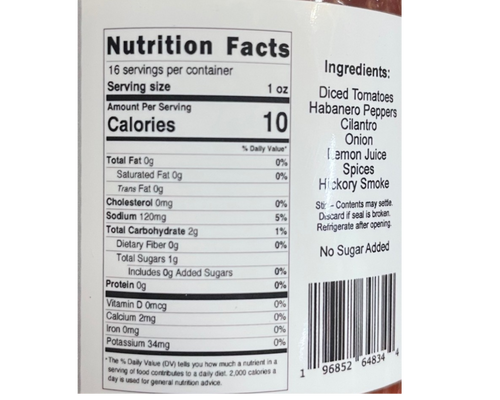 Nutrition Facts
16 servings per container
Serving size 1 oz
Amount Per Serving
Calories 10
% Daily Value*
Total Fat 0g 0%
Saturated Fat 0g 0%
Trans Fat 0g
Cholesterol 0mg 0%
Sodium 120mg 5%
Total Carbohydrate 2g 1%
Dietary Fiber 0g 0%
Total Sugars 1g
Includes 0g Added Sugars 0%
Protein 0g 0%
Vitamin D 0mcg 0%
Calcium 2mg 0%
Iron 0mg 0%
Potassium 34mg 0%
*The % Daily Value (DV) tells you how much a nutrient in a
serving of food contributes to a daily diet. 2,000 calories a
day is used for general nutrition advice.
Ingredients:
Diced Tomatoes
Habanero Peppers
Cilantro
Onion
Lemon Juice
Spices
Hickory Smoke
– Contents may settle.
Discard if seal is broken.
Refrigerate after opening.
No Sugar Added
1 96852 64834 4